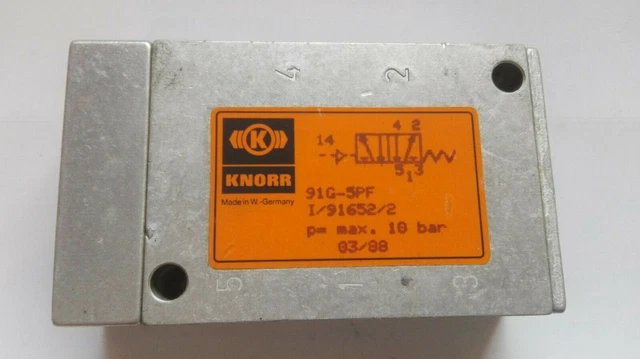 4 2
K
KNORR
Made in W.-Germany
14
4 2
5 1 3
91G-5PF
I/91652/2
p= max. 10 bar
03/88
5 1 3